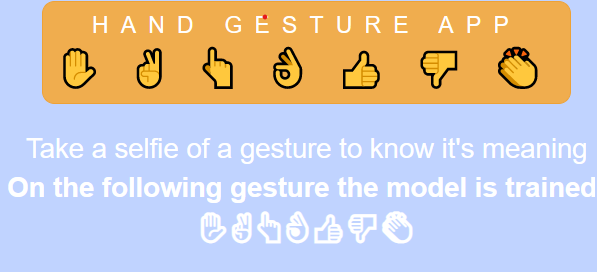 HAND GESTURE APP
✋ ✌ 👆 👌 👍 👎 👏
Take a selfie of a gesture to know it's meaning
On the following gesture the model is trained
✋✌👆👌👍👎👏